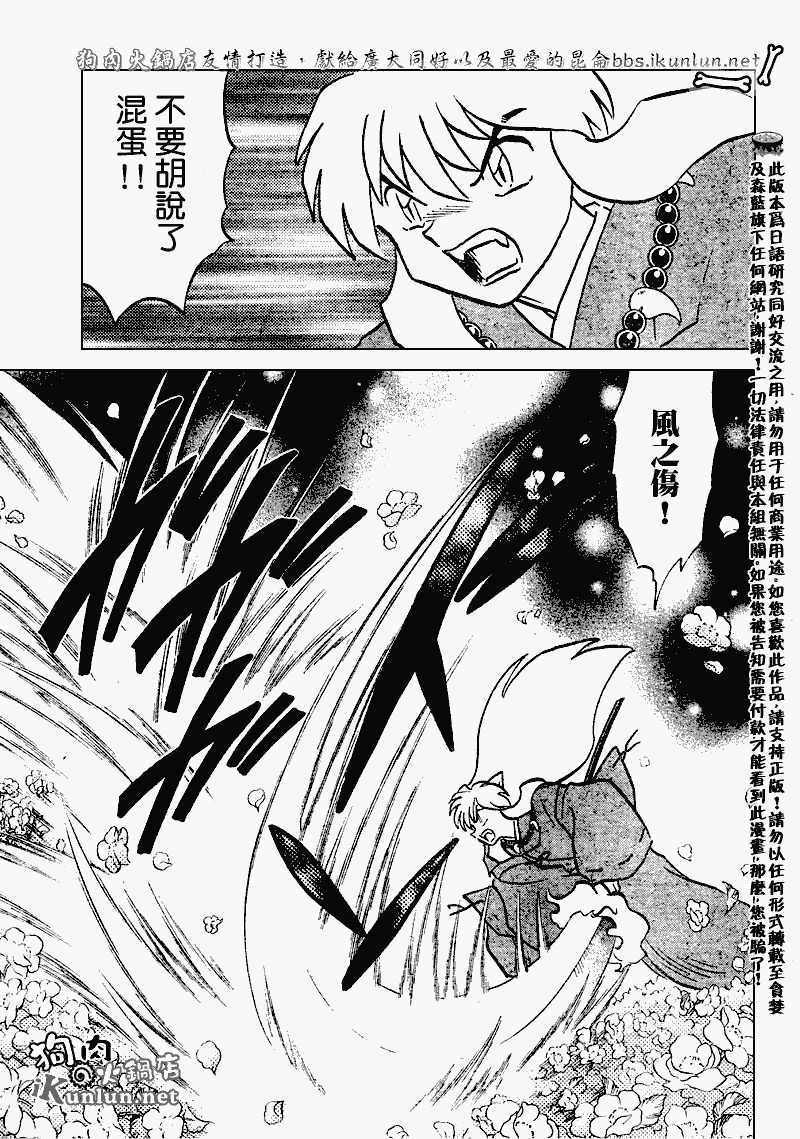 狗肉火鍋店友情打造，獻給廣大同好以及最愛的昆侖bbs.ikunlun.net
不要胡說了
混蛋!!
風之傷！
此版本爲日語研究同好交流之用，請勿用于任何商業用途。如您喜歡此作品，請支持正版！請勿以任何形式轉載至貪婪
及森藍旗下任何網站，謝謝！一切法律責任與本組無關。如果您被告知需要付款才能看到此漫畫，那麼，您被騙了！
狗肉
火鍋店
iKunlun.net